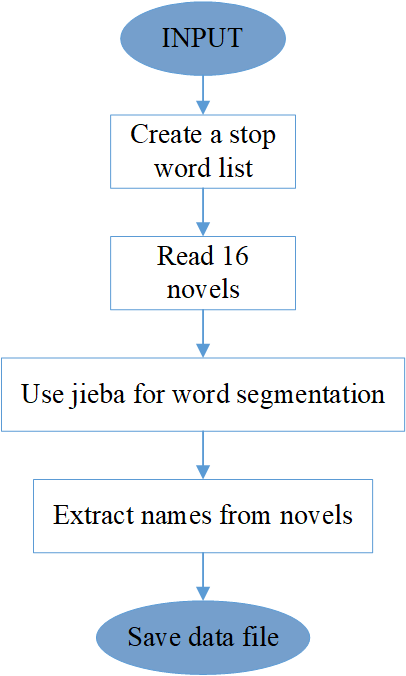 INPUT
Create a stop
word list
Read 16
novels
Use jieba for word segmentation
Extract names from novels
Save data file